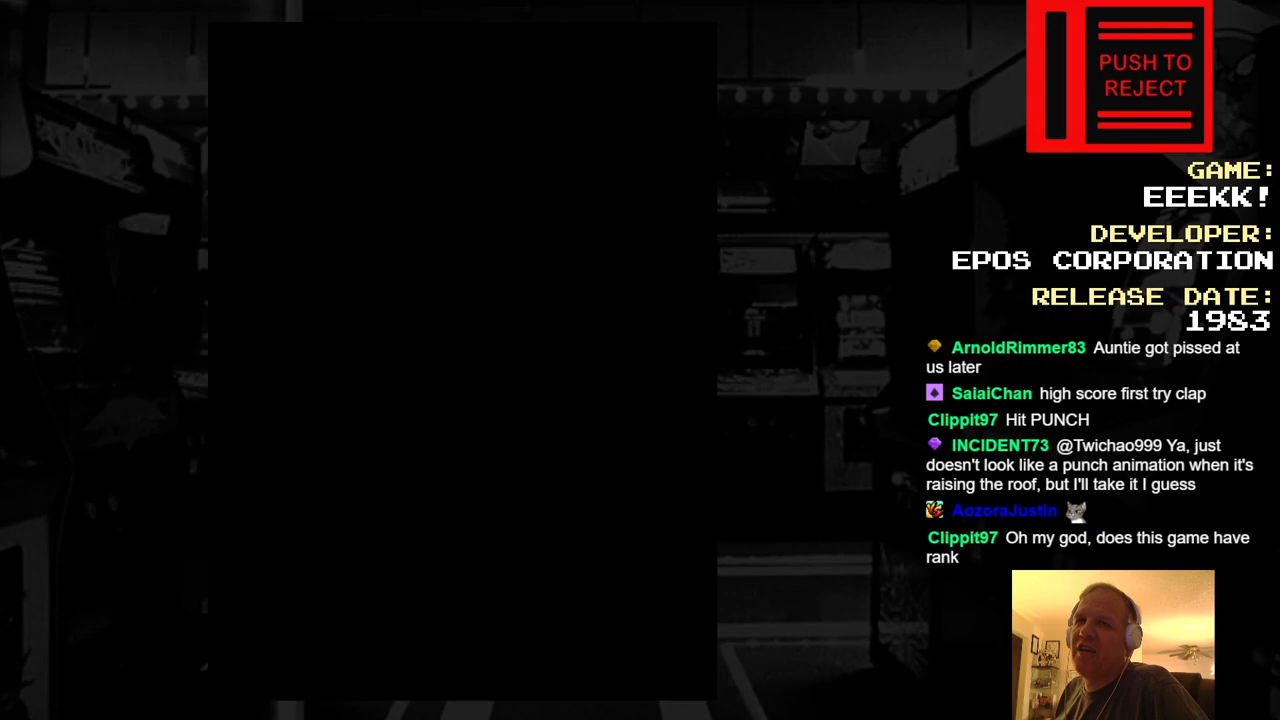 PUSH TO
REJECT
GAME:
EEEKK!
DEVELOPER:
EPOS CORPORATION
RELEASE DATE:
1983
ArnoldRimmer83 Auntie got pissed at
us later
SaiaiChan high score first try clap
Clippit97 Hit PUNCH
INCIDENT73 @Twichao999 Ya, just
doesn't look like a punch animation when it's
raising the roof, but I'll take it I guess
AozoraJustin
Clippit97 Oh my god, does this game have
rank